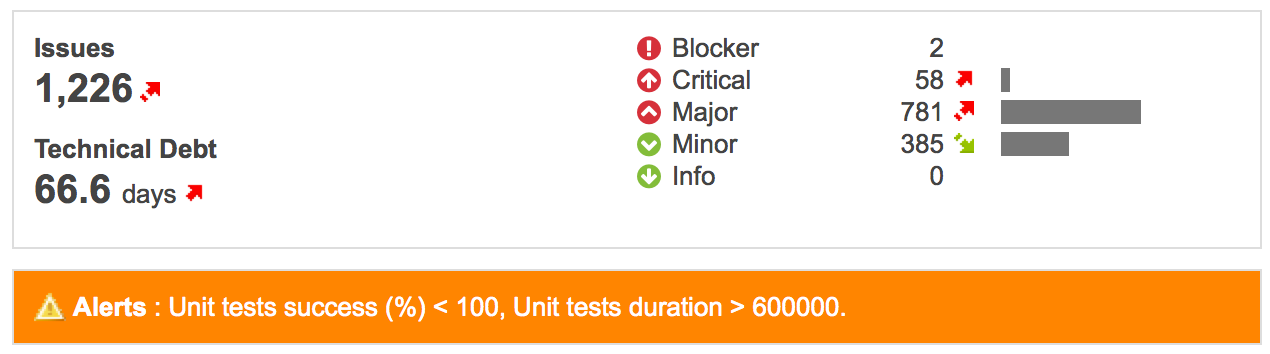 Issues
1,226
Technical Debt
66.6 days
Blocker 2
Critical 58
Major 781
Minor 385
Info 0
Alerts : Unit tests success (%) < 100, Unit tests duration > 600000.